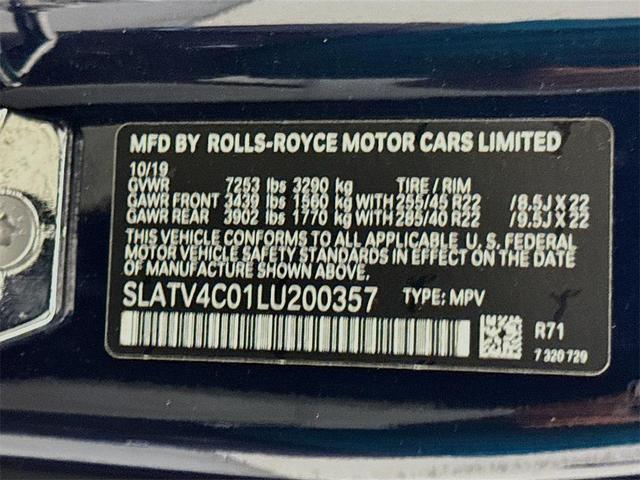 MFD BY ROLLS-ROYCE MOTOR CARS LIMITED
10/19
GVWR 7253 lbs 3290 kg TIRE / RIM
GAWR FRONT 3439 lbs 1560 kg WITH 255/45 R22 /8.5J X 22
GAWR REAR 3902 lbs 1770 kg WITH 285/40 R22 /9.5J X 22
THIS VEHICLE CONFORMS TO ALL APPLICABLE U.S. FEDERAL
MOTOR VEHICLE SAFETY STANDARDS IN EFFECT ON THE DATE
OF MANUFACTURE SHOWN ABOVE.
SLATV4C01LU200357 TYPE: MPV
R71
7 320 729